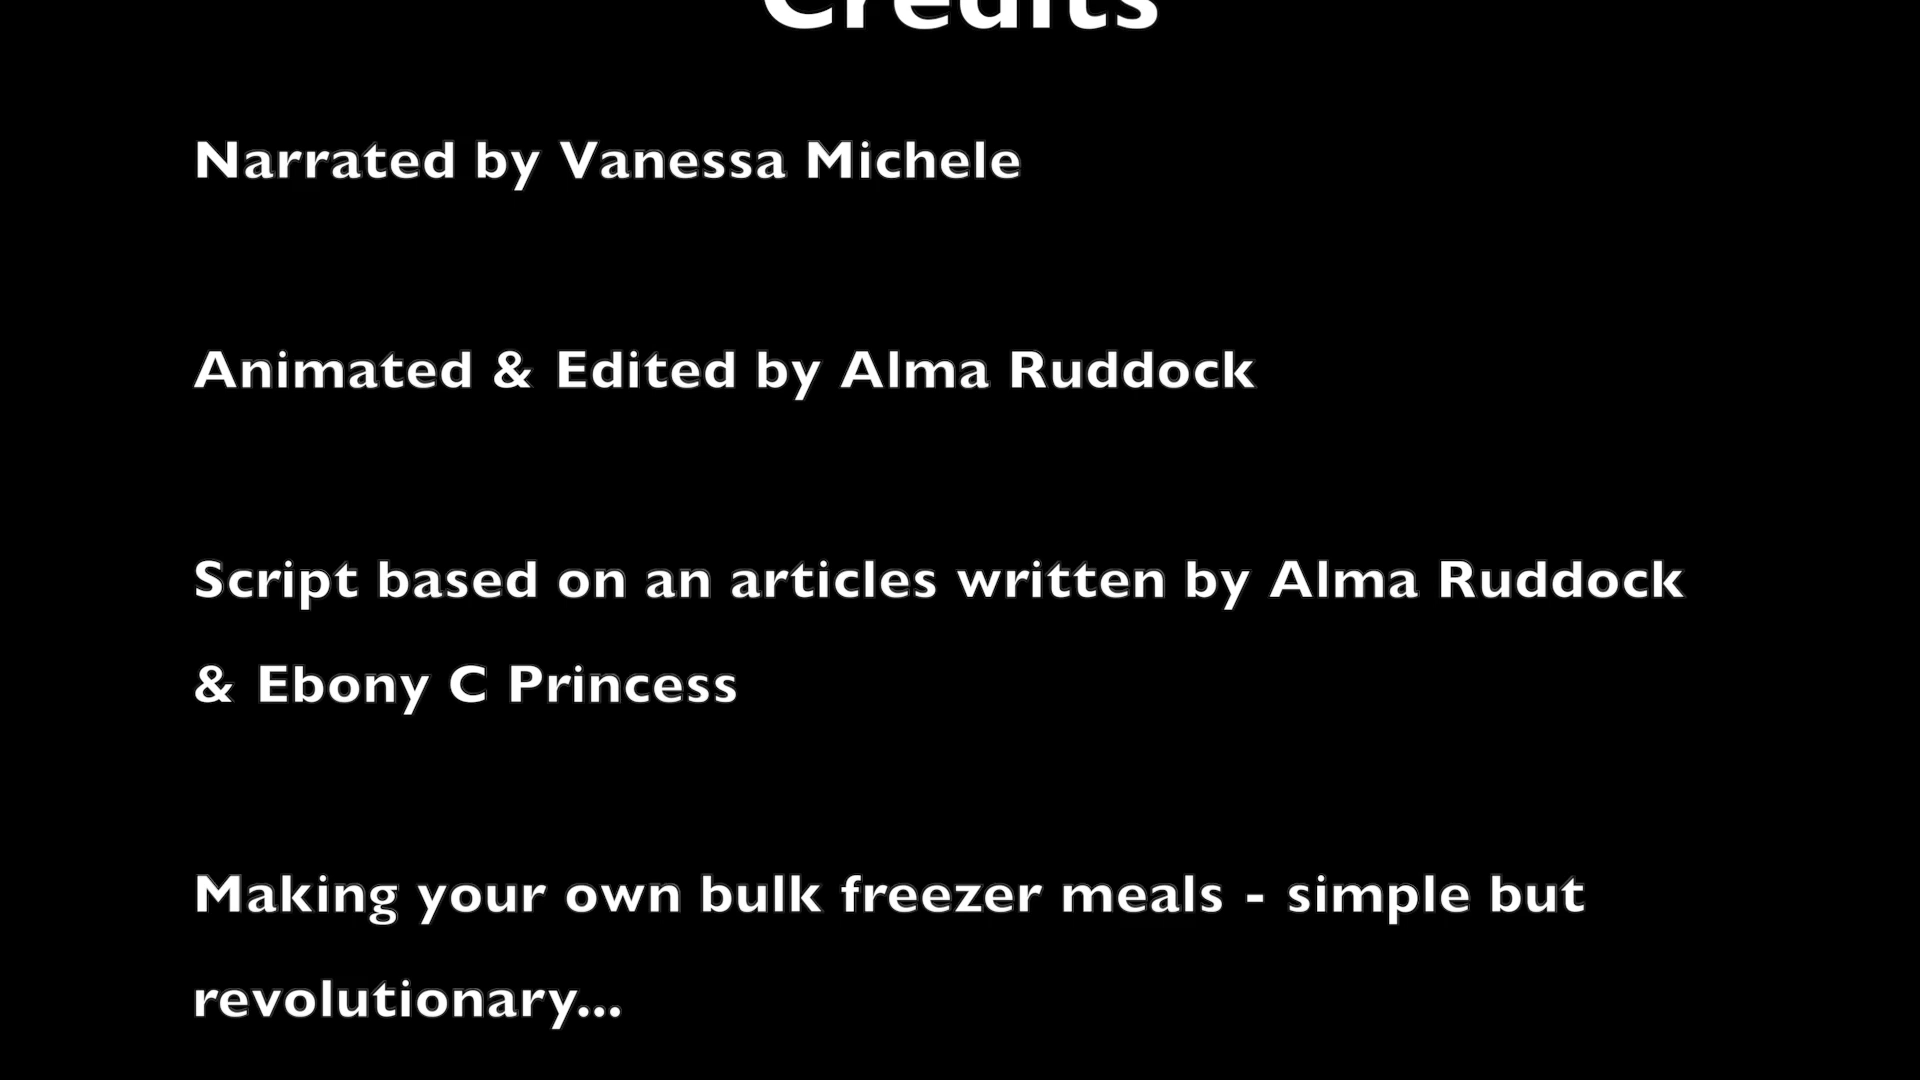 Credits
Narrated by Vanessa Michele
Animated & Edited by Alma Ruddock
Script based on an articles written by Alma Ruddock
& Ebony C Princess
Making your own bulk freezer meals - simple but
revolutionary...